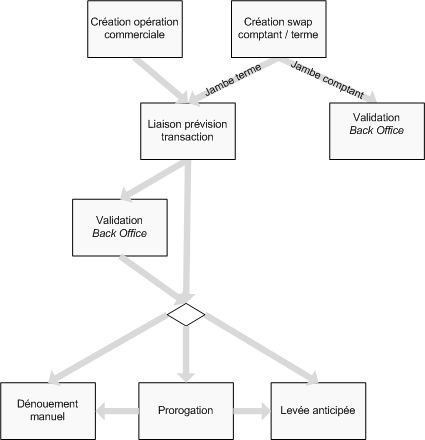 Création opération
commerciale
Création swap
comptant / terme
Jambe terme
Jambe comptant
Liaison prévision
transaction
Validation
Back Office
Validation
Back Office
Dénouement
manuel
Prorogation
Levée anticipée